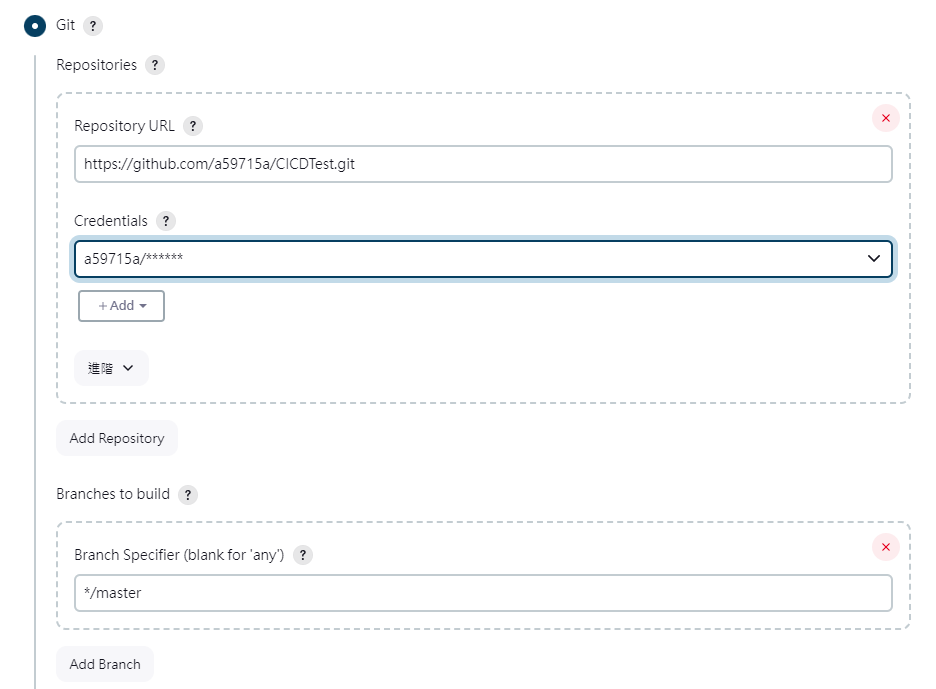 Git ?
Repositories ?
Repository URL ?
https://github.com/a59715a/CICDTest.git
Credentials ?
a59715a/******
+ Add
進階
Add Repository
Branches to build ?
Branch Specifier (blank for 'any') ?
*/master
Add Branch